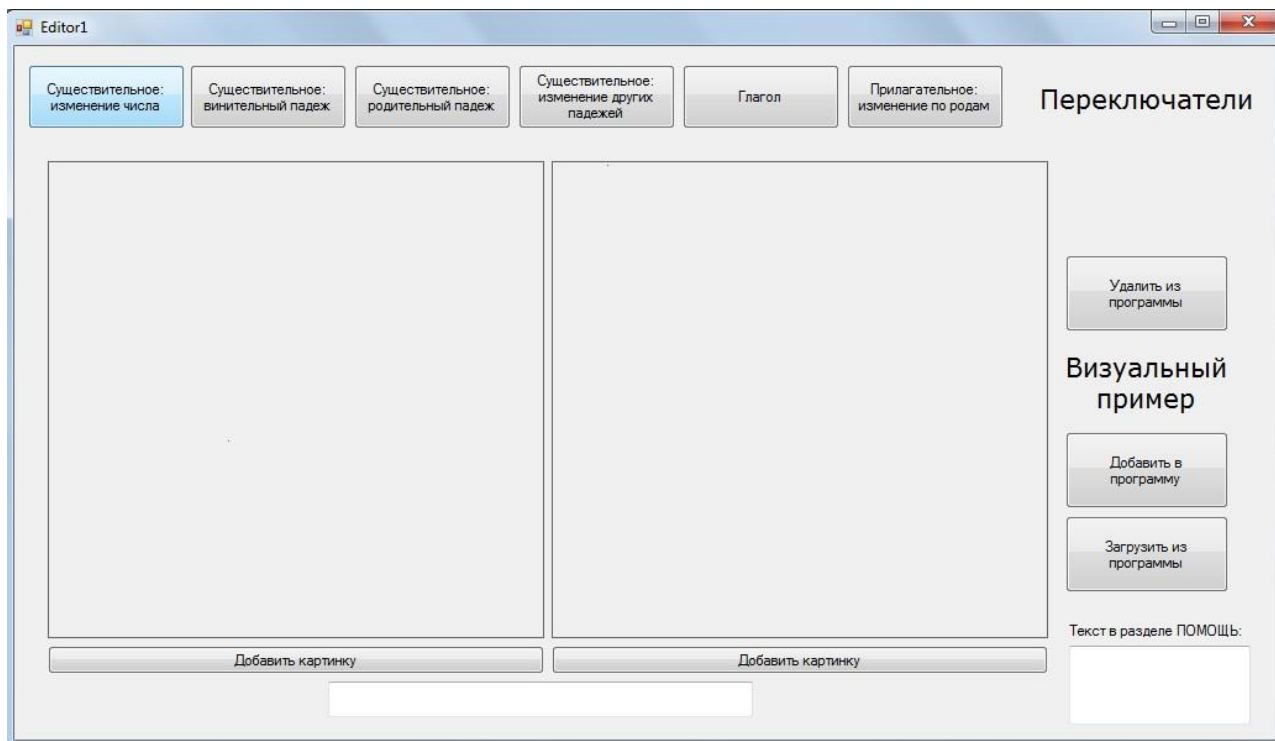 Editor1
Существительное:
изменение числа
Существительное:
винительный падеж
Существительное:
родительный падеж
Существительное:
изменение других
падежей
Глагол
Прилагательное:
изменение по родам
Переключатели
Удалить из
программы
Визуальный
пример
Добавить в
программу
Загрузить из
программы
Текст в разделе ПОМОЩЬ:
Добавить картинку
Добавить картинку